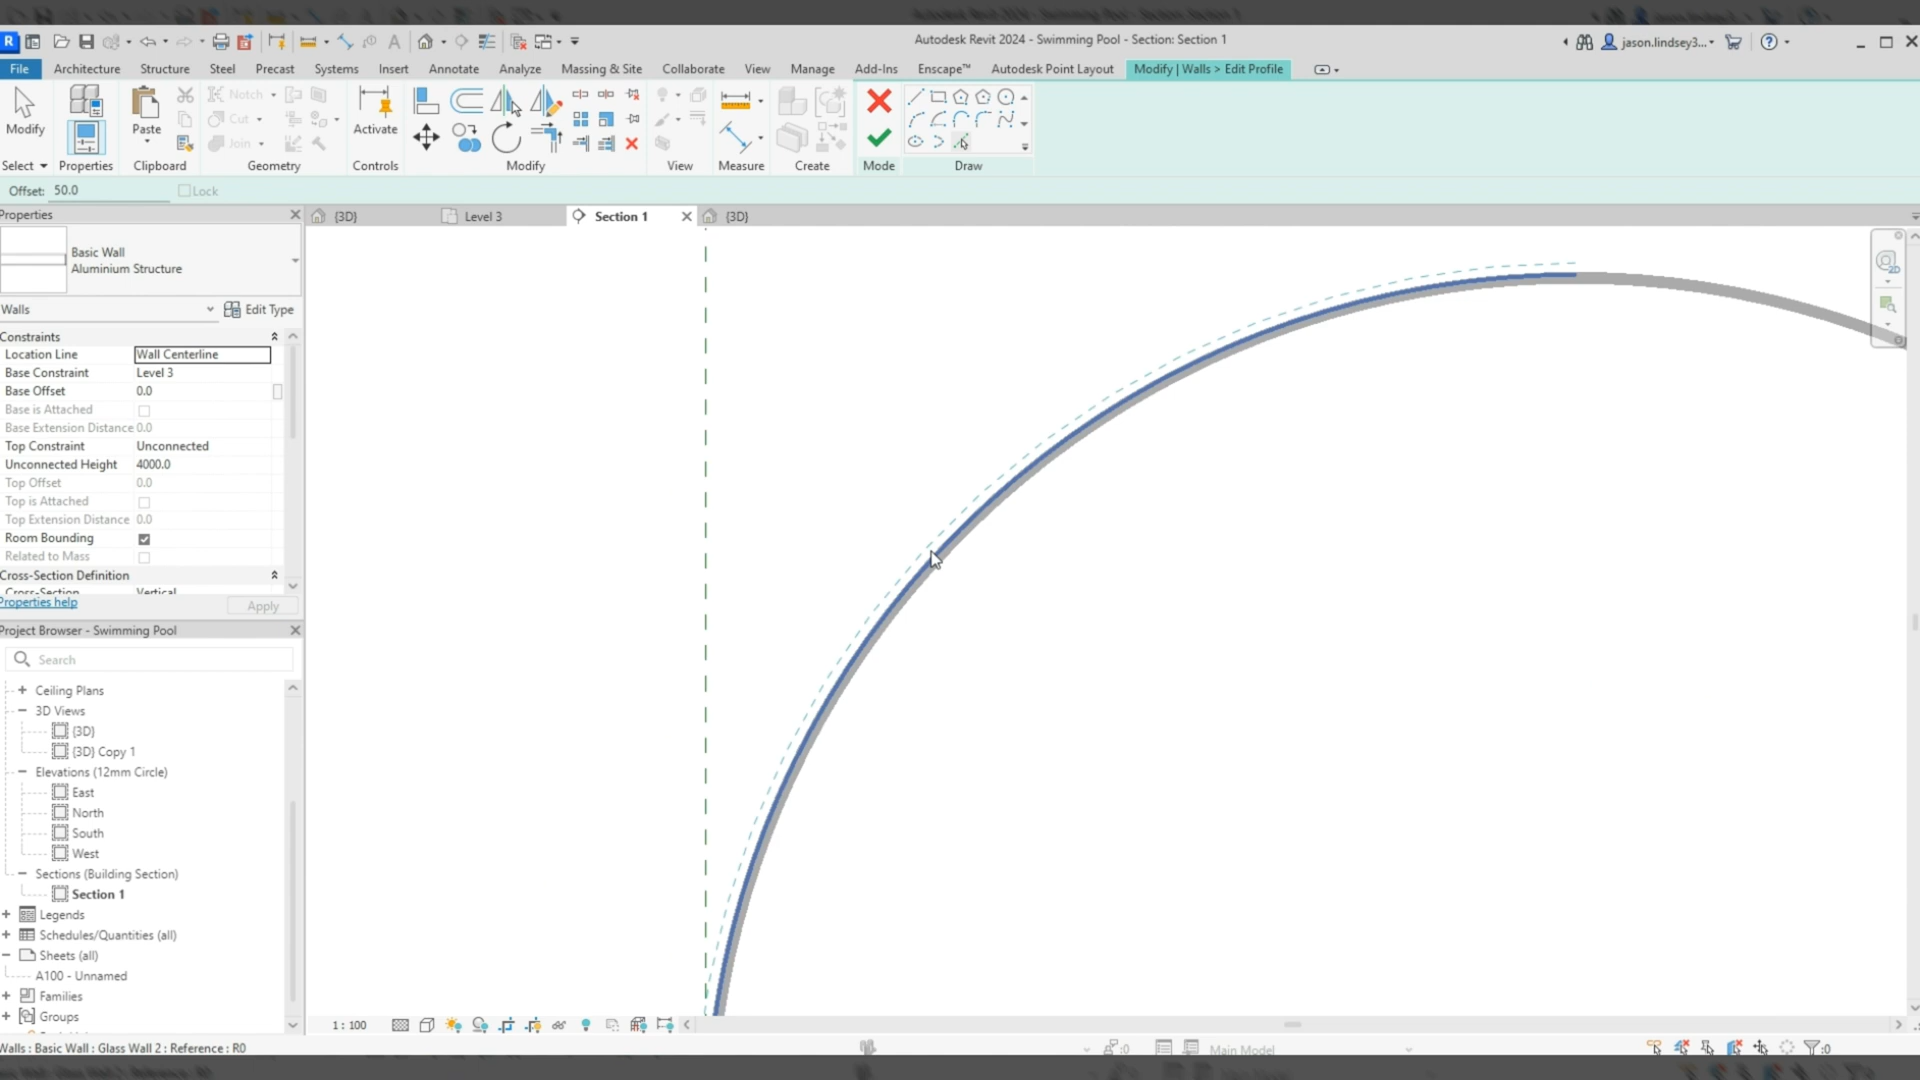 Autodesk Revit 2024 - Swimming Pool - Section: Section 1
jason.lindsey3...
File Architecture Structure Steel Precast Systems Insert Annotate Analyze Massing & Site Collaborate View Manage Add-Ins Enscape™ Autodesk Point Layout Modify | Walls > Edit Profile
Modify Paste Notch Cut Join Activate
Select Properties Clipboard Geometry Controls Modify View Measure Create Mode Draw
Offset: 50.0 Lock
Properties
{3D} Level 3 Section 1 {3D}
Basic Wall
Aluminium Structure
Walls Edit Type
Constraints
Location Line Wall Centerline
Base Constraint Level 3
Base Offset 0.0
Base is Attached
Base Extension Distance 0.0
Top Constraint Unconnected
Unconnected Height 4000.0
Top Offset 0.0
Top is Attached
Top Extension Distance 0.0
Room Bounding
Related to Mass
Cross-Section Definition
Cross-Section Vertical
Properties help Apply
Project Browser - Swimming Pool
Search
Ceiling Plans
3D Views
{3D}
{3D} Copy 1
Elevations (12mm Circle)
East
North
South
West
Sections (Building Section)
Section 1
Legends
Schedules/Quantities (all)
Sheets (all)
A100 - Unnamed
Families
Groups
1 : 100
Walls : Basic Wall : Glass Wall 2 : Reference : R0
:0 Main Model :0